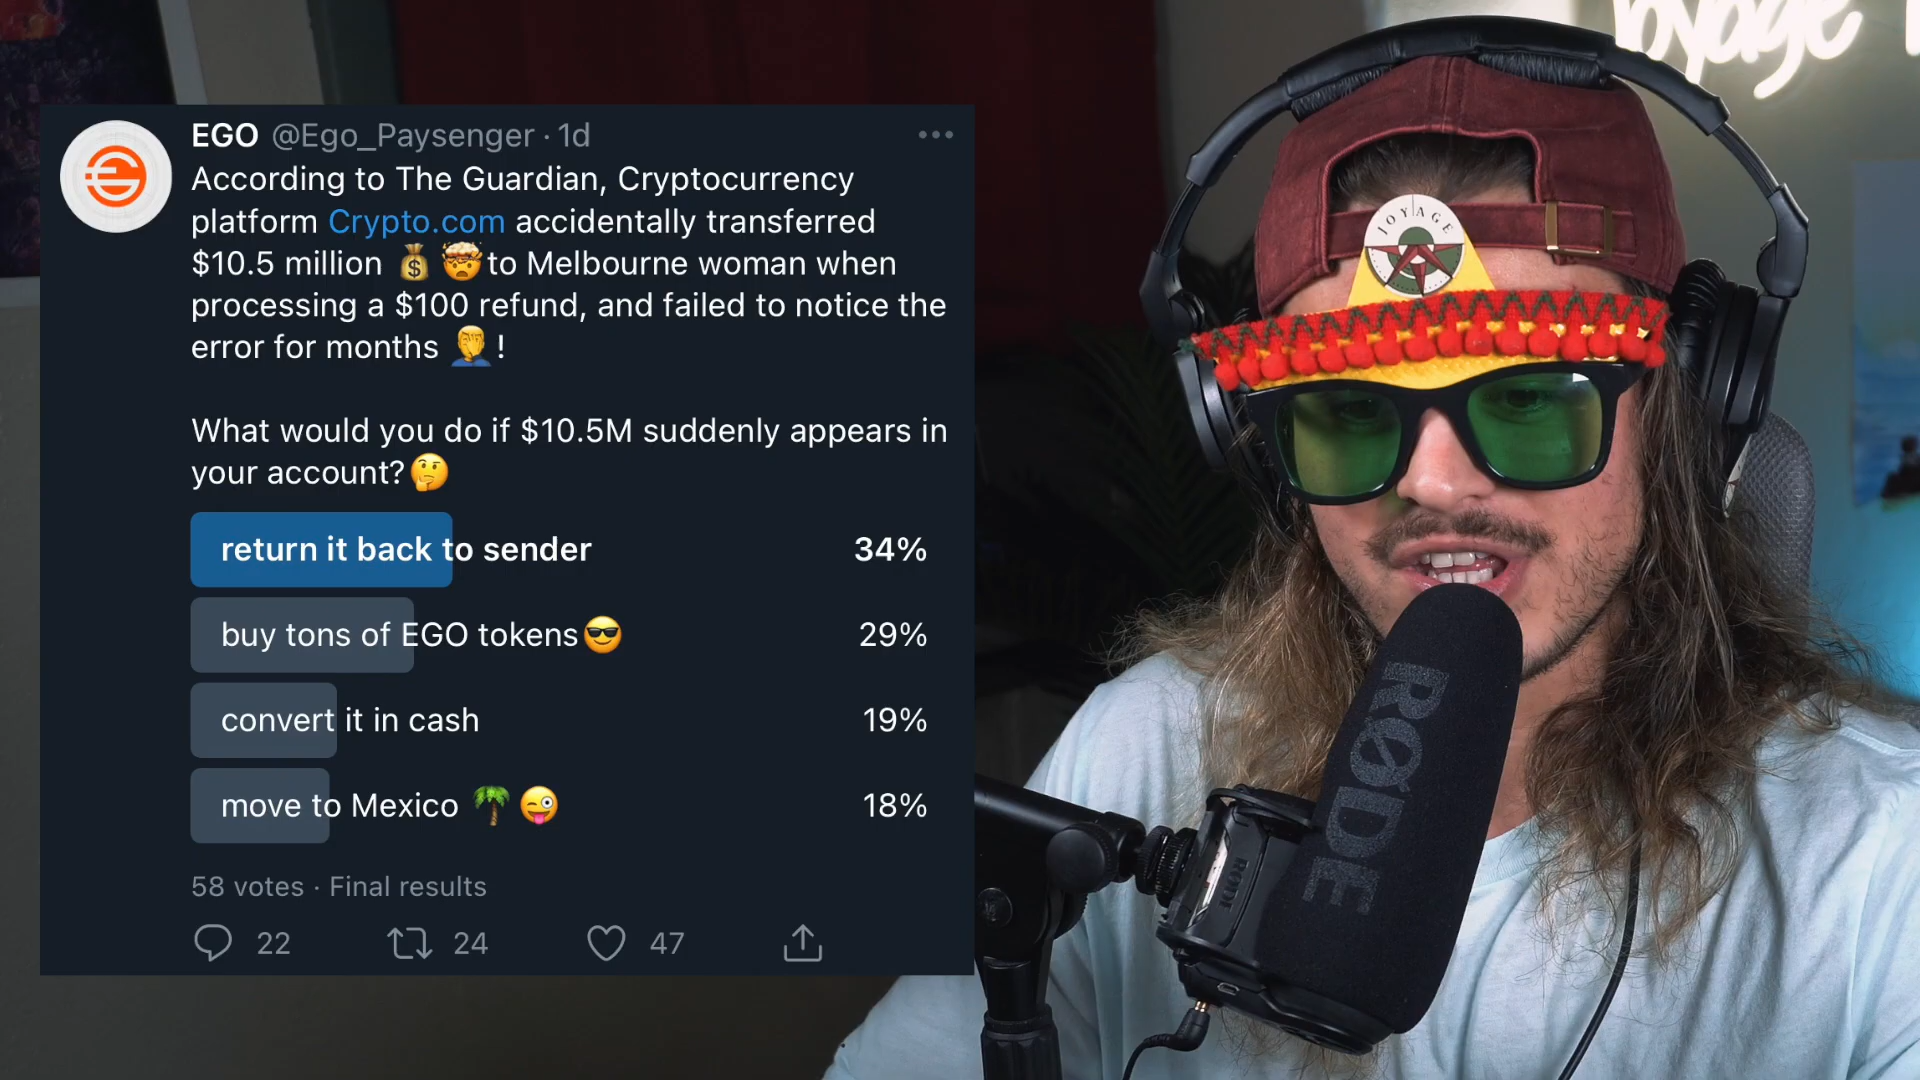 EGO @Ego_Paysenger · 1d
According to The Guardian, Cryptocurrency
platform Crypto.com accidentally transferred
$10.5 million 💰 🤯 to Melbourne woman when
processing a $100 refund, and failed to notice the
error for months 🤦‍♂️ !
What would you do if $10.5M suddenly appears in
your account?🤔
return it back to sender 34%
buy tons of EGO tokens😎 29%
convert it in cash 19%
move to Mexico 🌴 😜 18%
58 votes · Final results
22 24 47
JOYAGE
RØDE
RØDE